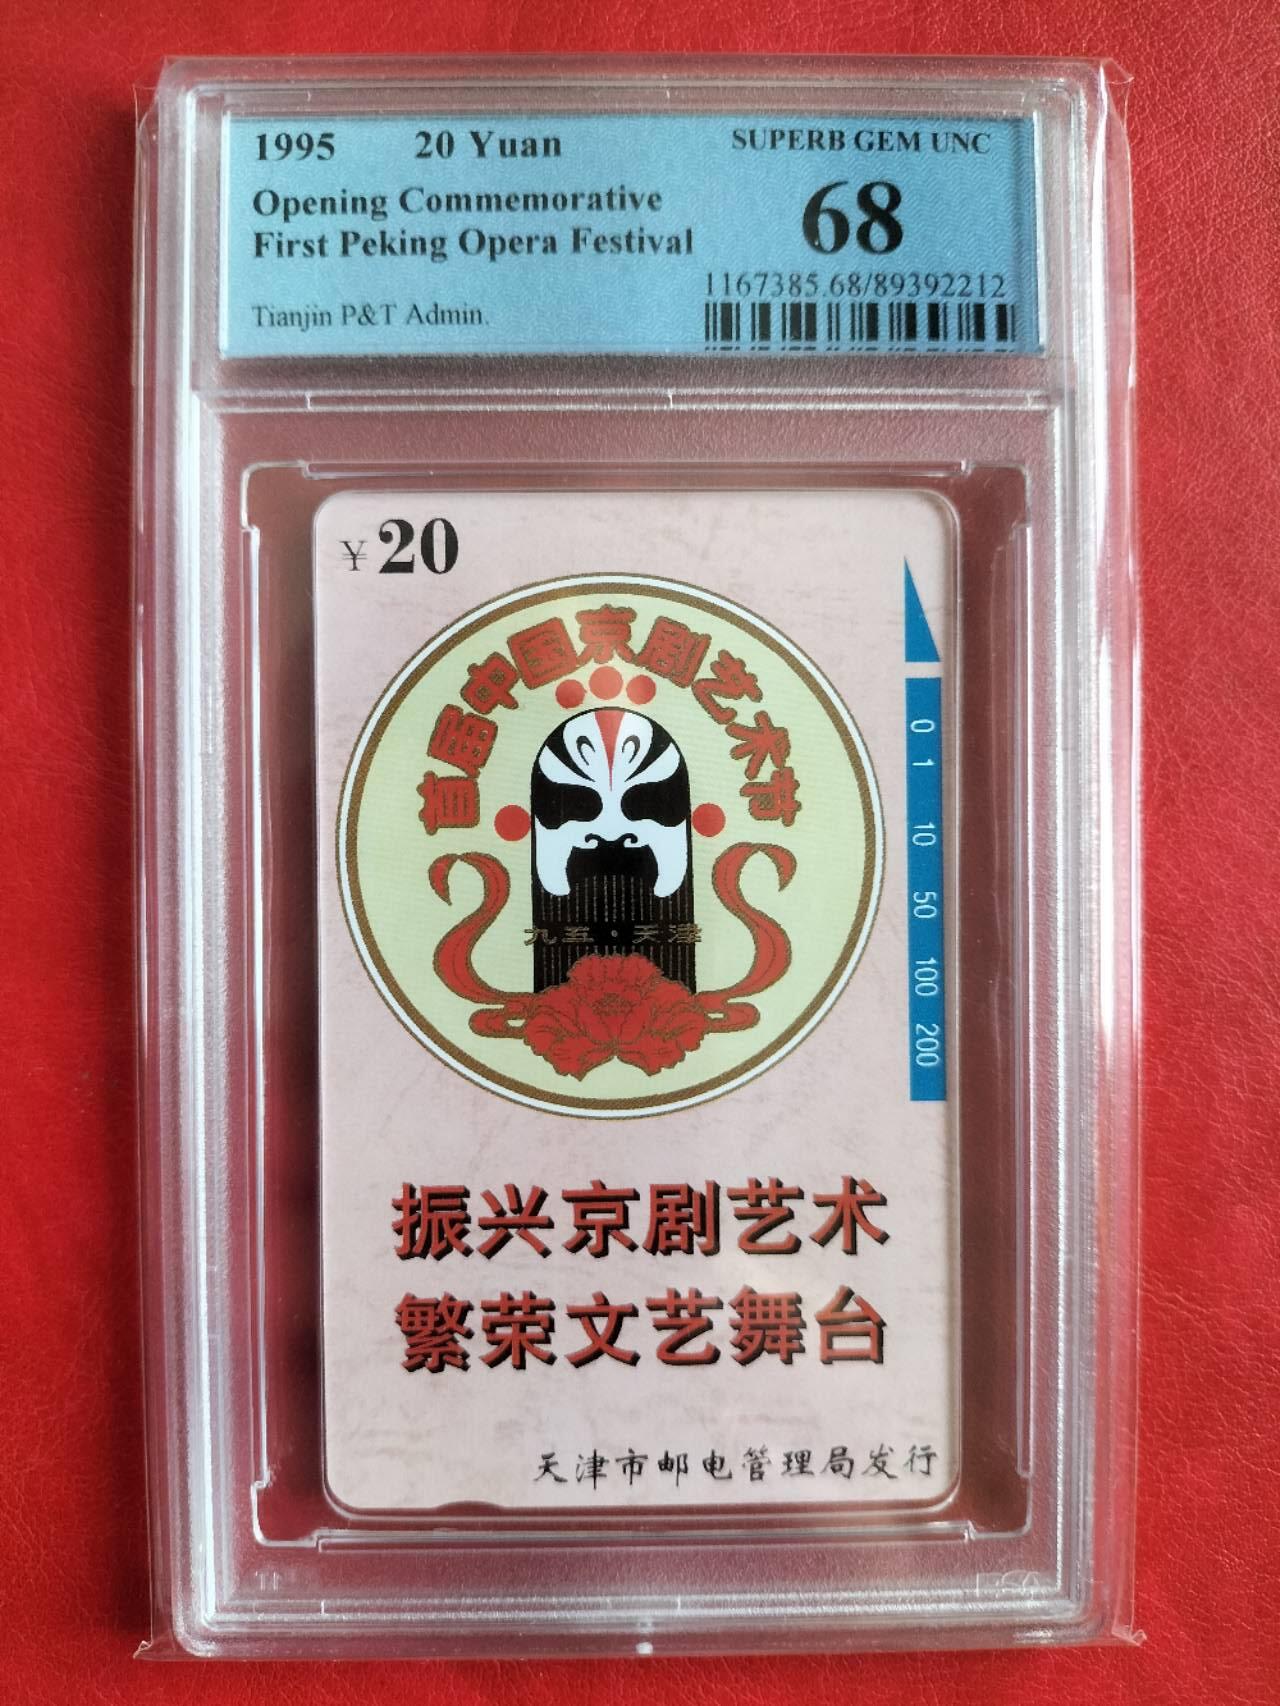 1995 20 Yuan
SUPERB GEM UNC
Opening Commemorative
68
First Peking Opera Festival
1167385.68/89392212
Tianjin P&T Admin.
¥20
首届中国京剧艺术节
九五·天津
0 1 10 50 100 200
振兴京剧艺术
繁荣文艺舞台
天津市邮电管理局发行